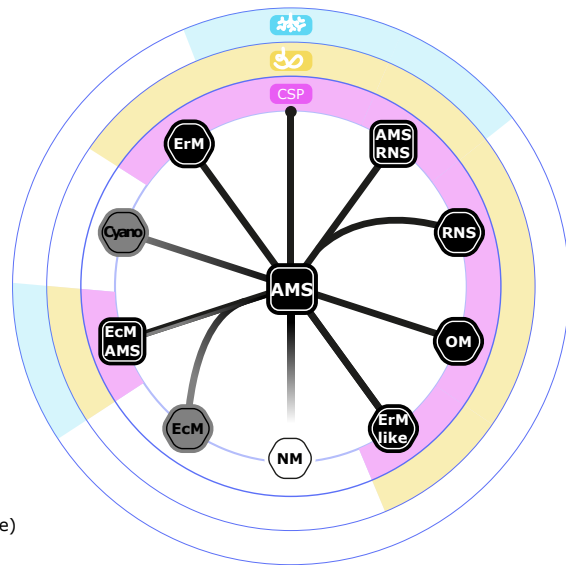 CSP
ErM
AMS
RNS
Cyano
RNS
AMS
EcM
AMS
OM
EcM
ErM
like
NM
e)